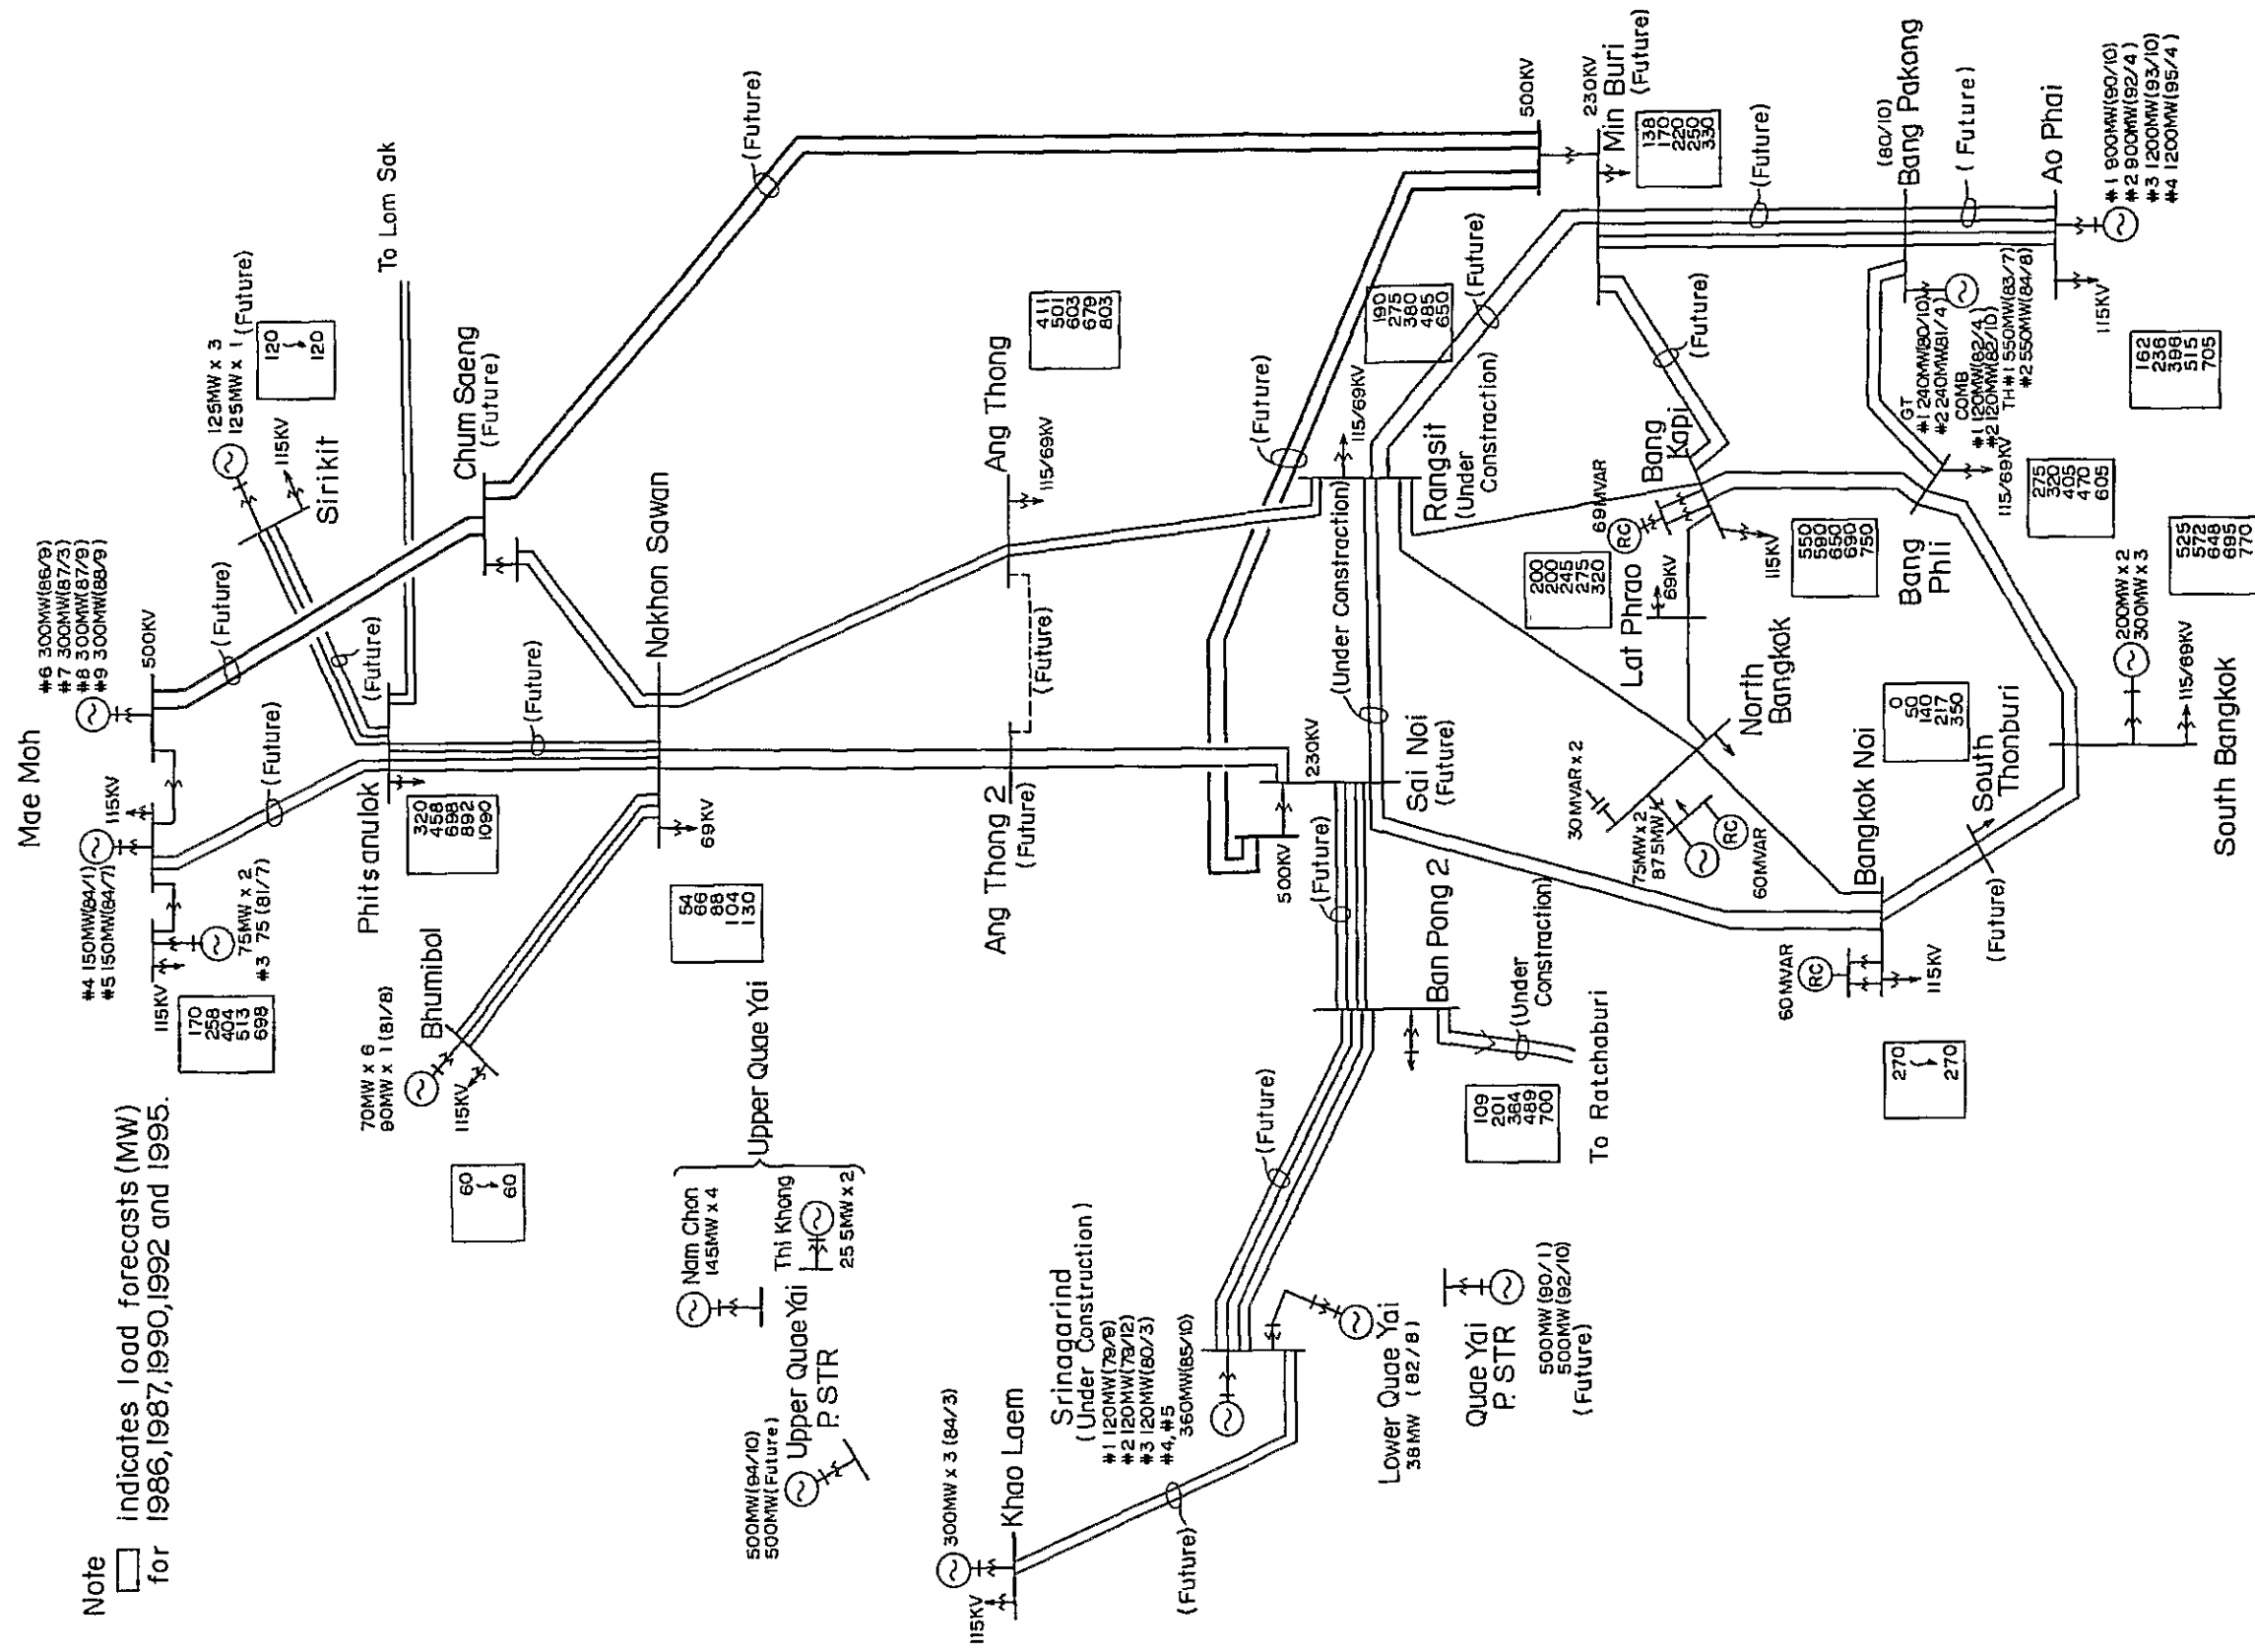 Note
indicates load forecasts (MW)
for 1986,1987,1990,1992 and 1995.
Mae Moh
#4 150MW(84/1)
#5 150MW(84/7)
115KV
75MW x 2
#3 75 (81/7)
115KV
170
258
404
513
698
#6 300MW(86/9)
#7 300MW(87/3)
#8 300MW(87/9)
#9 300MW(88/9)
500KV
(Future)
(Future)
125MW x 3
125MW x 1 (Future)
115KV
Sirikit
120
120
To Lom Sak
(Future)
Phitsanulok
(Future)
320
458
698
892
1090
Chum Saeng
(Future)
(Future)
70MW x 6
90MW x 1 (81/8)
Bhumibol
115KV
60
60
Nakhon Sawan
69KV
54
66
88
104
130
Ang Thong
115/69KV
411
501
603
679
803
Ang Thong 2
(Future)
(Future)
Upper Quae Yai
Nam Chon
145MW x 4
Thi Khong
25 5MW x 2
Upper Quae Yai
P. STR
500MW(94/10)
500MW(Future)
300MW x 3 (84/3)
Khao Laem
115KV
(Future)
Srinagarind
(Under Construction)
#1 120MW(79/9)
#2 120MW(79/12)
#3 120MW(80/3)
#4, #5
360MW(85/10)
Lower Quae Yai
38MW (82/8)
Quae Yai
P. STR
500MW(90/1)
500MW(92/10)
(Future)
(Future)
Ban Pong 2
(Under
Constraction)
To Ratchaburi
109
201
364
489
700
(Future)
500KV
230KV
Sai Noi
(Future)
(Under Construction)
(Future)
115/69KV
Rangsit
(Under
Construction)
190
275
380
485
650
(Future)
500KV
230KV
Min Buri
(Future)
138
170
220
250
330
(Future)
(80/10)
Bang Pakong
(Future)
Ao Phai
#1 900MW(90/10)
#2 900MW(92/4)
#3 1200MW(93/10)
#4 1200MW(95/4)
115KV
162
238
398
515
705
GT
#1 240MW(80/10)
#2 240MW(81/4)
COMB
#1 120MW(82/4)
#2 120MW(82/10)
TH#1 550MW(83/7)
#2 550MW(84/8)
(Future)
Bang
Kapi
69MVAR
RC
115KV
550
590
650
690
750
Lat Phrao
69KV
200
200
245
275
320
North
Bangkok
30MVAR x 2
75MW x 2
87 5MW
RC
60MVAR
Bang
Phli
115/69KV
275
320
405
470
605
Bangkok Noi
60MVAR
RC
115KV
270
270
South
Thonburi
(Future)
0
50
140
217
350
200MW x 2
300MW x 3
115/69KV
South Bangkok
525
572
648
695
770